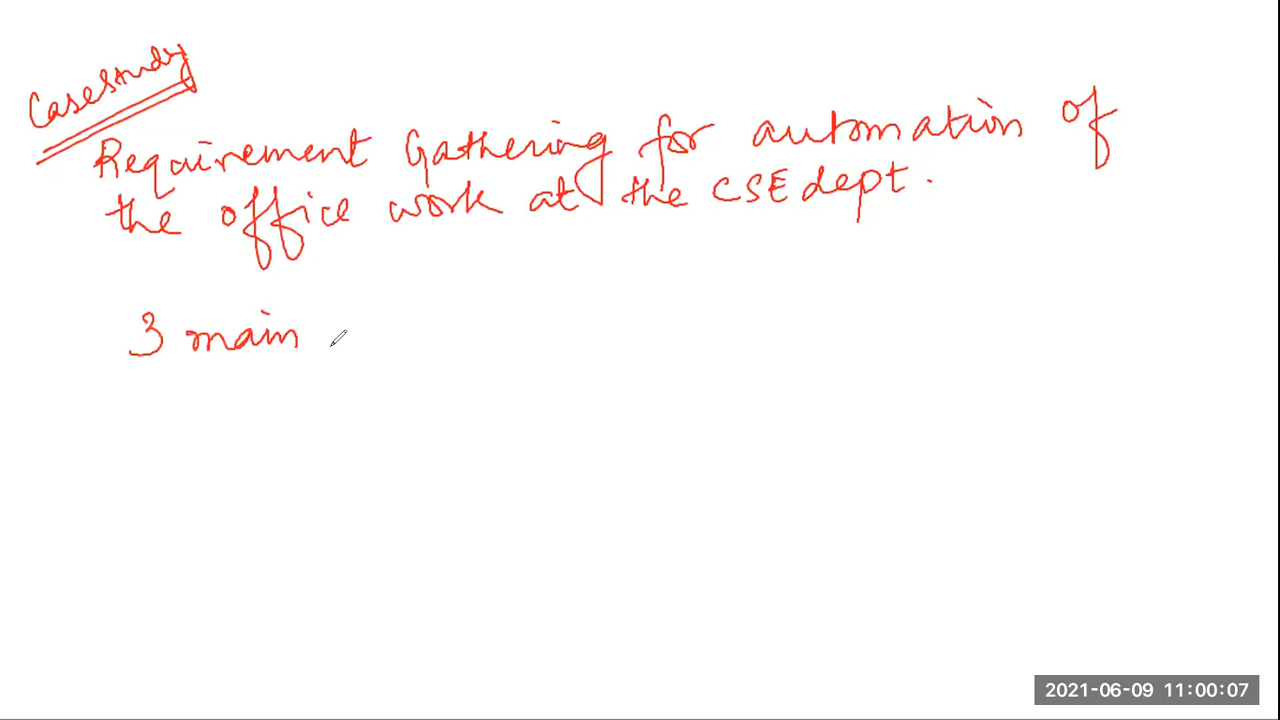 Casestudy
Requirement Gathering for automation of
the office work at the CSE dept.
3 main
2021-06-09 11:00:07